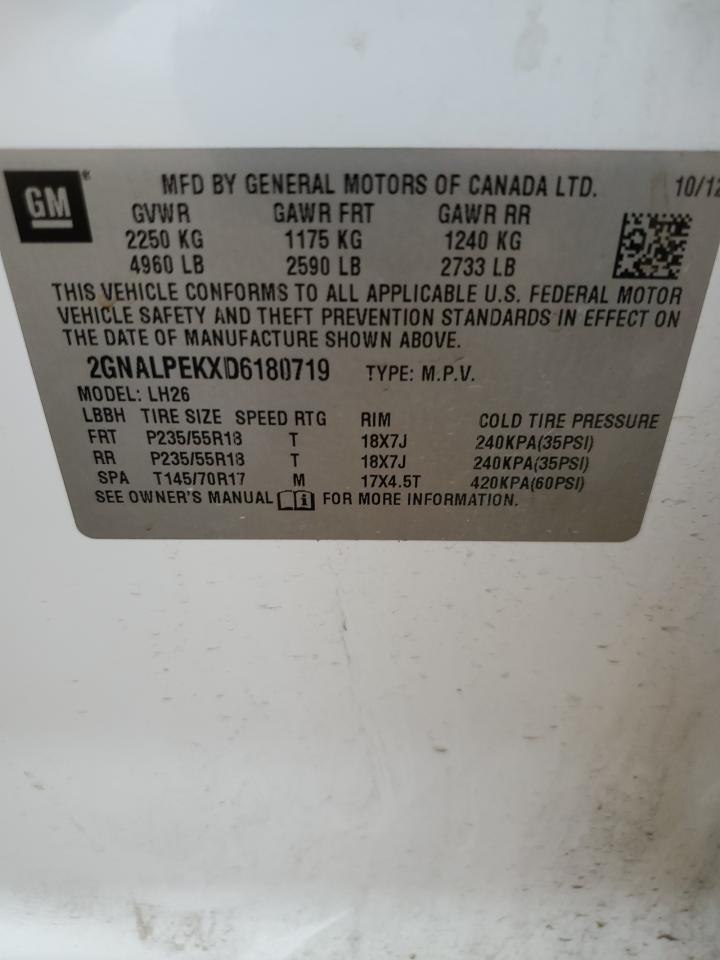 GM ®
MFD BY GENERAL MOTORS OF CANADA LTD. 10/12
GVWR GAWR FRT GAWR RR
2250 KG 1175 KG 1240 KG
4960 LB 2590 LB 2733 LB
THIS VEHICLE CONFORMS TO ALL APPLICABLE U.S. FEDERAL MOTOR
VEHICLE SAFETY AND THEFT PREVENTION STANDARDS IN EFFECT ON
THE DATE OF MANUFACTURE SHOWN ABOVE.
2GNALPEKXD6180719 TYPE: M.P.V.
MODEL: LH26
LBBH TIRE SIZE SPEED RTG RIM COLD TIRE PRESSURE
FRT P235/55R18 T 18X7J 240KPA(35PSI)
RR P235/55R18 T 18X7J 240KPA(35PSI)
SPA T145/70R17 M 17X4.5T 420KPA(60PSI)
SEE OWNER'S MANUAL i FOR MORE INFORMATION.